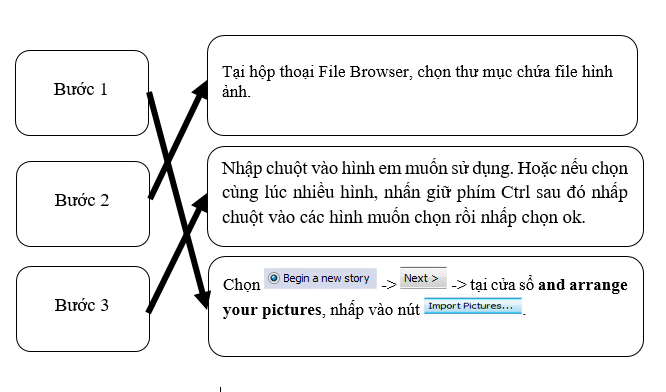 Bước 1
Tại hộp thoại File Browser, chọn thư mục chứa file hình
ảnh.
Bước 2
Nhập chuột vào hình em muốn sử dụng. Hoặc nếu chọn
cùng lúc nhiều hình, nhấn giữ phím Ctrl sau đó nhấp
chuột vào các hình muốn chọn rồi nhấp chọn ok.
Bước 3
Chọn Begin a new story -> Next > -> tại cửa sổ and arrange
your pictures, nhấp vào nút Import Pictures... .